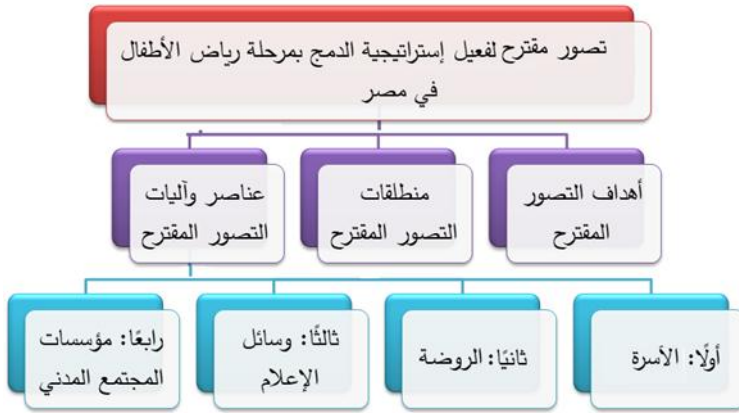 تصور مقترح لفعيل إستراتيجية الدمج بمرحلة رياض الأطفال
في مصر
أهداف التصور
المقترح
منطلقات
التصور المقترح
عناصر وآليات
التصور المقترح
أولًا: الأسرة
ثانيًا: الروضة
ثالثًا: وسائل
الإعلام
رابعًا: مؤسسات
المجتمع المدني